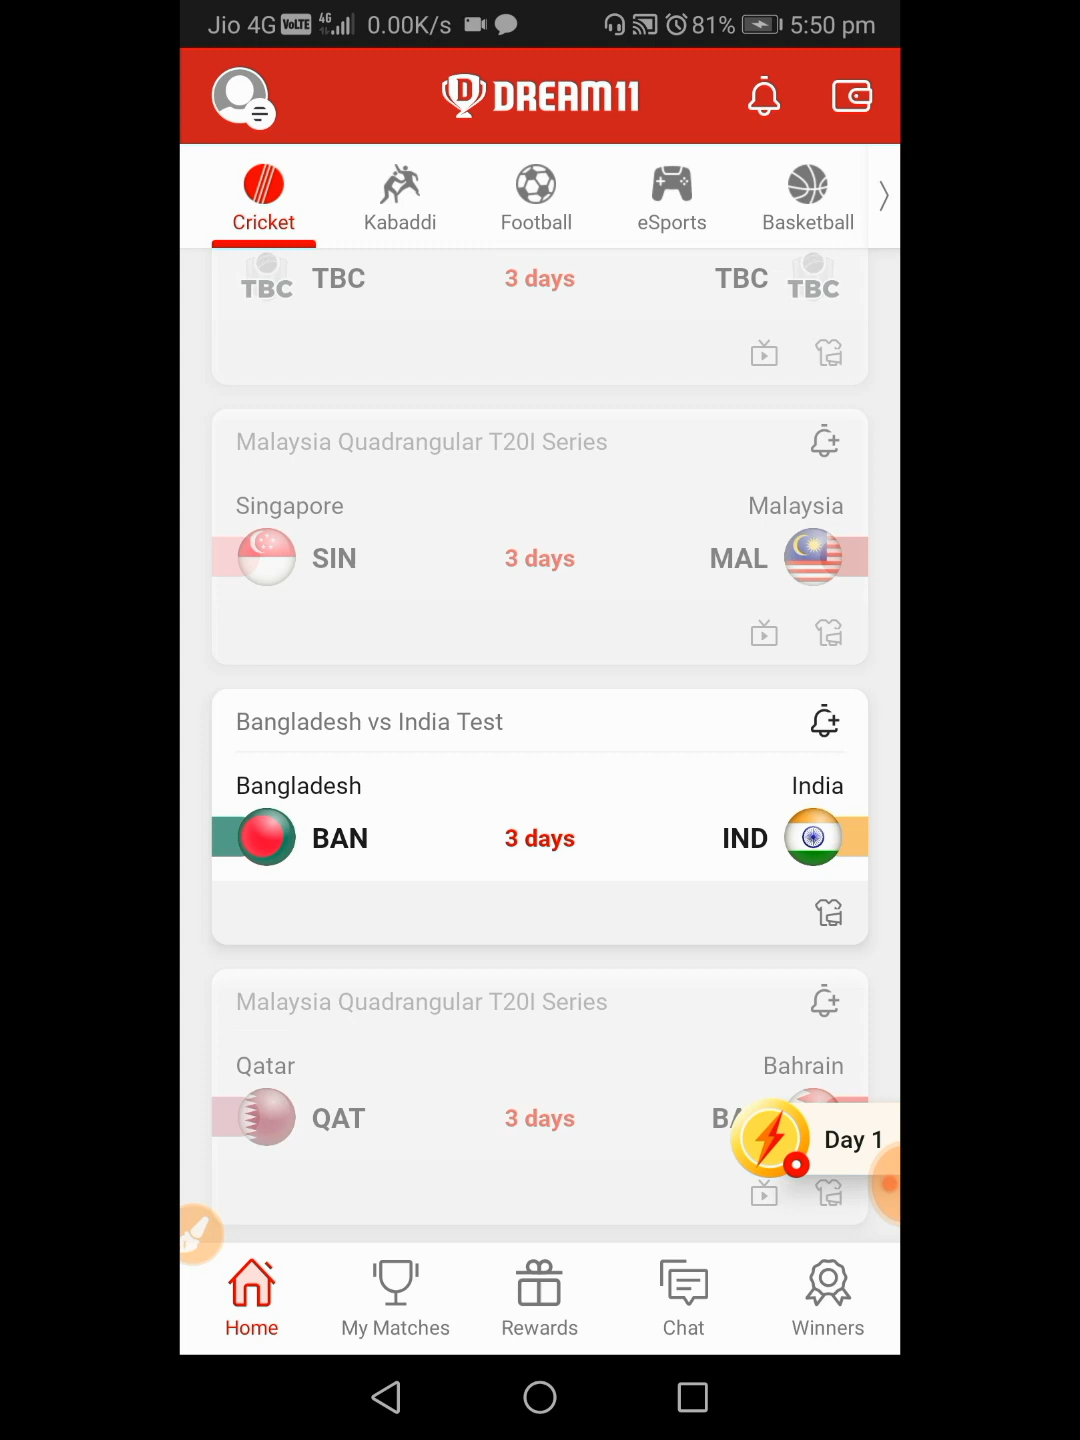 Jio 4G VoLTE 4G 0.00K/s 81% 5:50 pm
DREAM11
Cricket Kabaddi Football eSports Basketball
TBC TBC 3 days TBC TBC
Malaysia Quadrangular T20I Series
Singapore Malaysia
SIN 3 days MAL
Bangladesh vs India Test
Bangladesh India
BAN 3 days IND
Malaysia Quadrangular T20I Series
Qatar Bahrain
QAT 3 days BA
Day 1
Home My Matches Rewards Chat Winners